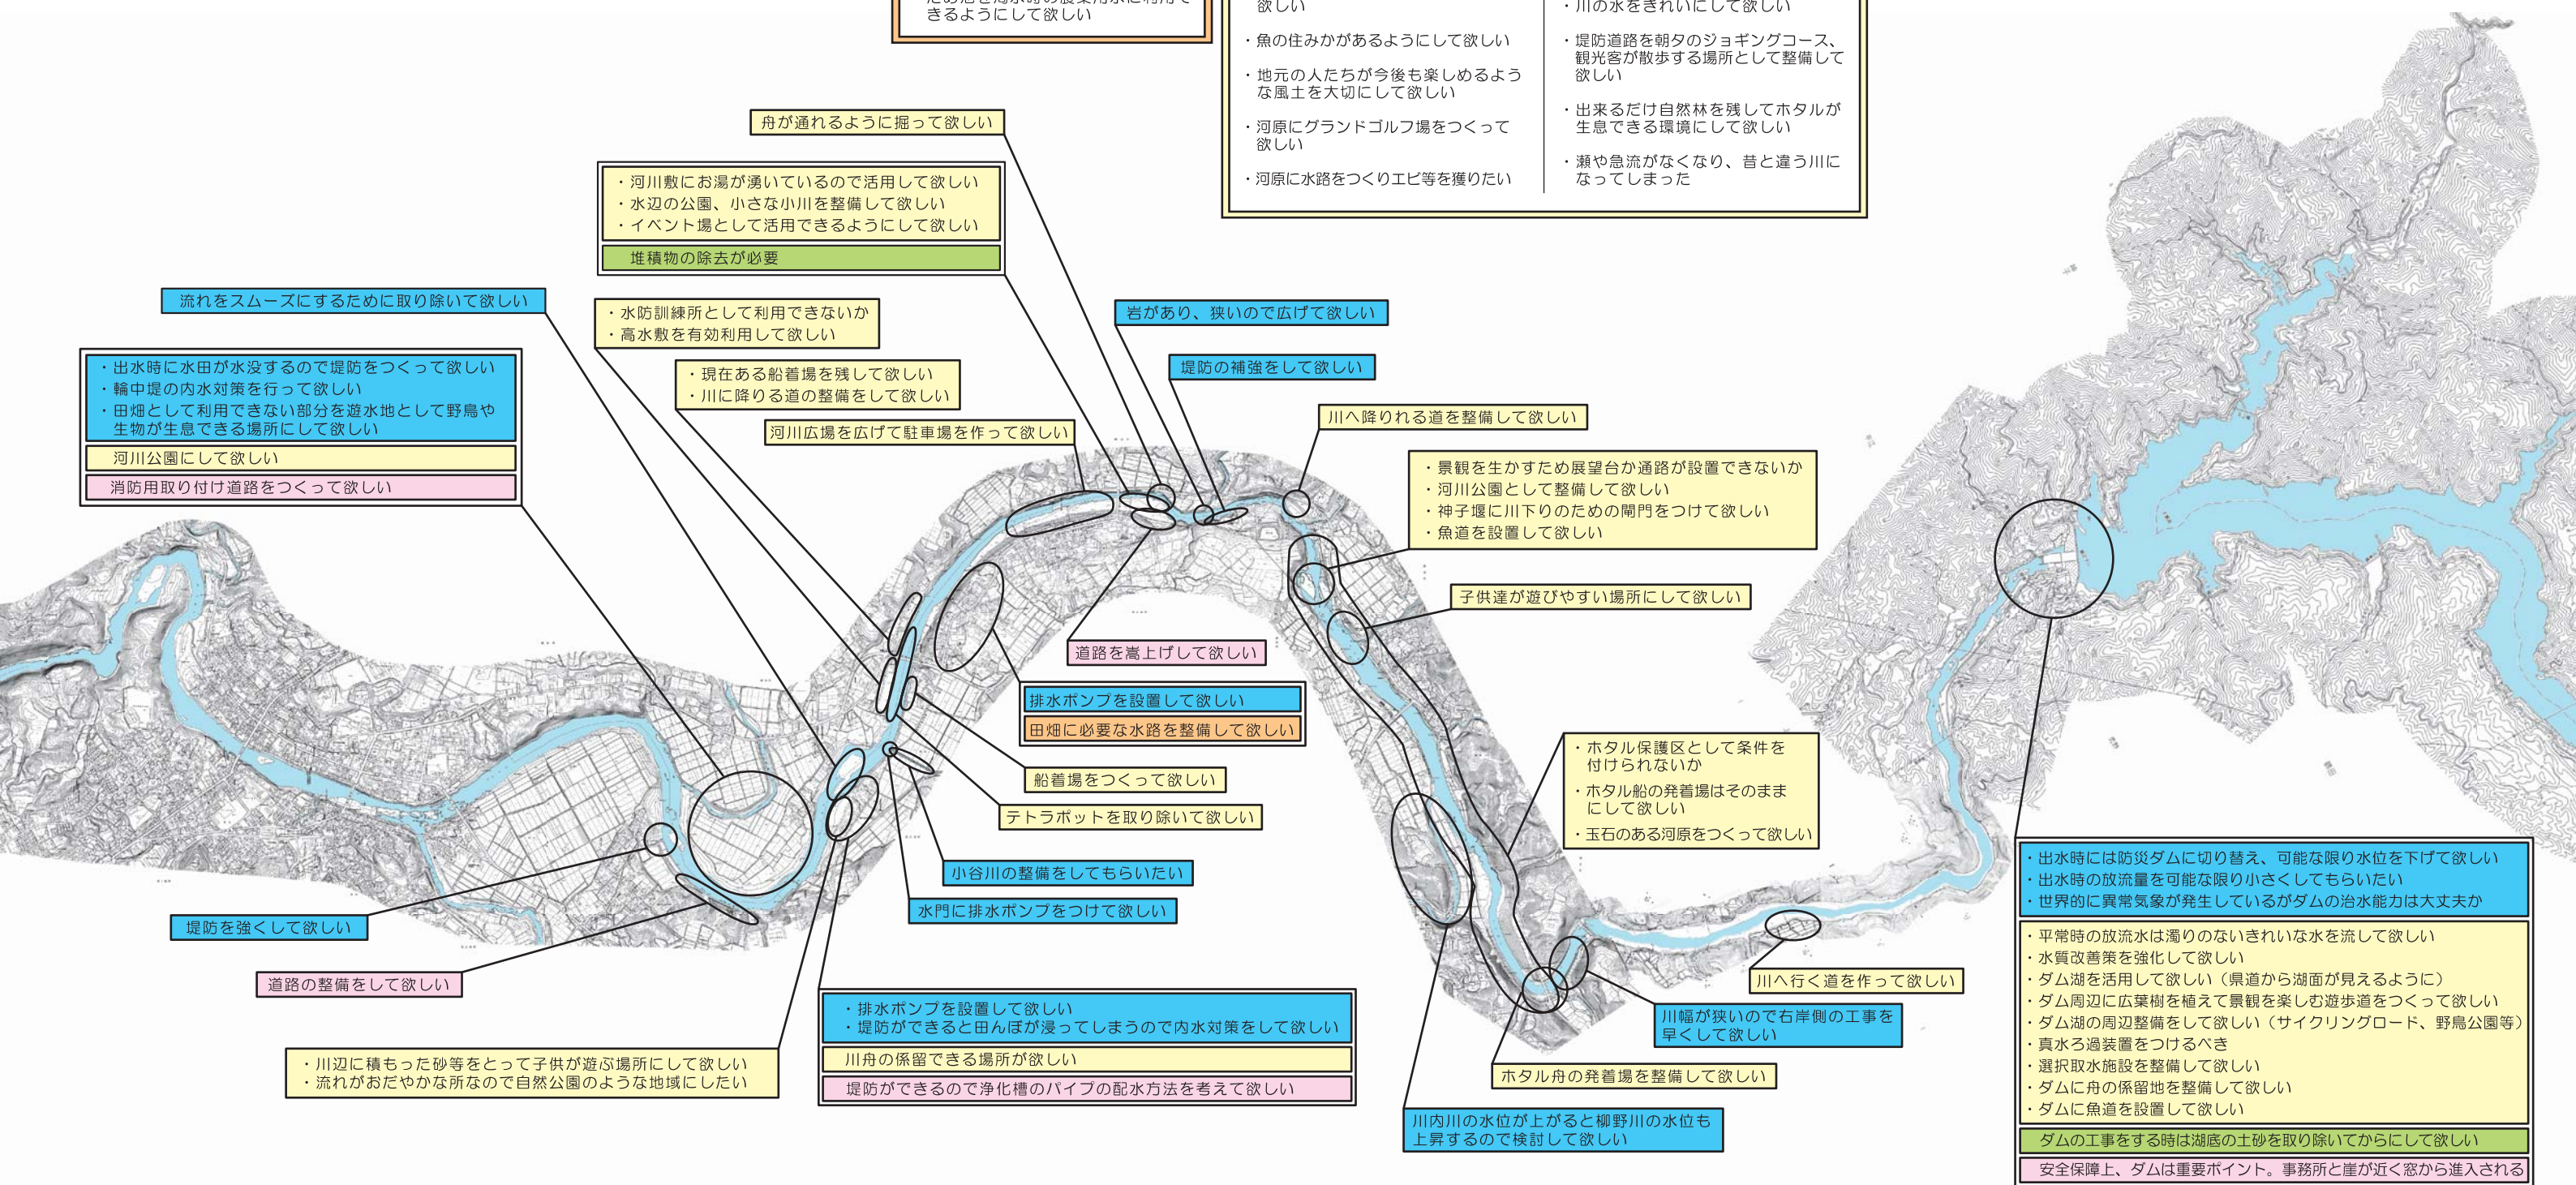 きるようにして欲しい
欲しい
・魚の住みかがあるようにして欲しい
・地元の人たちが今後も楽しめるよう
な風土を大切にして欲しい
・河原にグランドゴルフ場をつくって
欲しい
・河原に水路をつくりエビ等を獲りたい
・川の水をきれいにして欲しい
・堤防道路を朝夕のジョギングコース、
観光客が散歩する場所として整備して
欲しい
・出来るだけ自然林を残してホタルが
生息できる環境にして欲しい
・瀬や急流がなくなり、昔と違う川に
なってしまった
舟が通れるように掘って欲しい
・河川敷にお湯が湧いているので活用して欲しい
・水辺の公園、小さな小川を整備して欲しい
・イベント場として活用できるようにして欲しい
堆積物の除去が必要
流れをスムーズにするために取り除いて欲しい
・水防訓練所として利用できないか
・高水敷を有効利用して欲しい
岩があり、狭いので広げて欲しい
・出水時に水田が水没するので堤防をつくって欲しい
・輪中堤の内水対策を行って欲しい
・田畑として利用できない部分を遊水地として野鳥や
生物が生息できる場所にして欲しい
河川公園にして欲しい
消防用取り付け道路をつくって欲しい
・現在ある船着場を残して欲しい
・川に降りる道の整備をして欲しい
堤防の補強をして欲しい
河川広場を広げて駐車場を作って欲しい
川へ降りれる道を整備して欲しい
・景観を生かすため展望台か通路が設置できないか
・河川公園として整備して欲しい
・神子堰に川下りのための閘門をつけて欲しい
・魚道を設置して欲しい
子供達が遊びやすい場所にして欲しい
道路を嵩上げして欲しい
排水ポンプを設置して欲しい
田畑に必要な水路を整備して欲しい
船着場をつくって欲しい
テトラポットを取り除いて欲しい
・ホタル保護区として条件を
付けられないか
・ホタル船の発着場はそのまま
にして欲しい
・玉石のある河原をつくって欲しい
小谷川の整備をしてもらいたい
水門に排水ポンプをつけて欲しい
堤防を強くして欲しい
道路の整備をして欲しい
川へ行く道を作って欲しい
・排水ポンプを設置して欲しい
・堤防ができると田んぼが浸ってしまうので内水対策をして欲しい
川舟の係留できる場所が欲しい
堤防ができるので浄化槽のパイプの配水方法を考えて欲しい
川幅が狭いので右岸側の工事を
早くして欲しい
・川辺に積もった砂等をとって子供が遊ぶ場所にして欲しい
・流れがおだやかな所なので自然公園のような地域にしたい
ホタル舟の発着場を整備して欲しい
川内川の水位が上がると柳野川の水位も
上昇するので検討して欲しい
・出水時には防災ダムに切り替え、可能な限り水位を下げて欲しい
・出水時の放流量を可能な限り小さくしてもらいたい
・世界的に異常気象が発生しているがダムの治水能力は大丈夫か
・平常時の放流水は濁りのないきれいな水を流して欲しい
・水質改善策を強化して欲しい
・ダム湖を活用して欲しい（県道から湖面が見えるように）
・ダム周辺に広葉樹を植えて景観を楽しむ遊歩道をつくって欲しい
・ダム湖の周辺整備をして欲しい（サイクリングロード、野鳥公園等）
・真水ろ過装置をつけるべき
・選択取水施設を整備して欲しい
・ダムに舟の係留地を整備して欲しい
・ダムに魚道を設置して欲しい
ダムの工事をする時は湖底の土砂を取り除いてからにして欲しい
安全保障上、ダムは重要ポイント。事務所と崖が近く窓から進入される